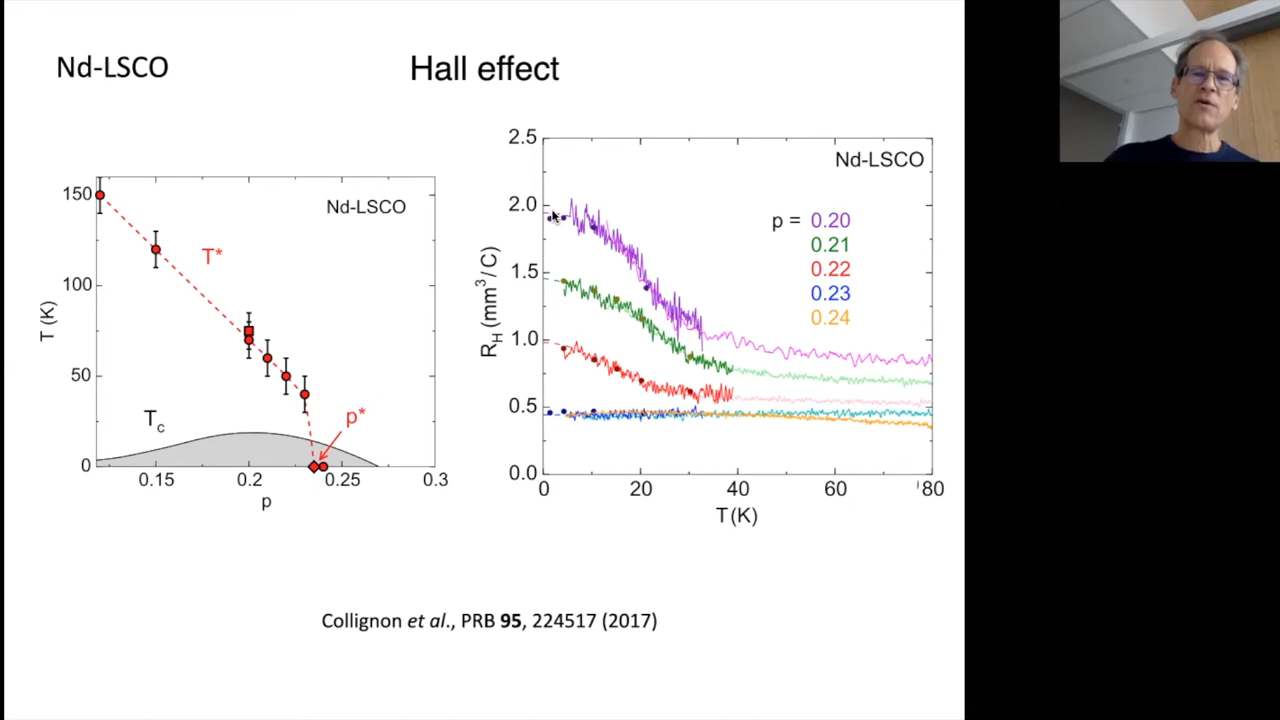 Nd-LSCO
Hall effect
150
100
50
0
T (K)
Nd-LSCO
T*
Tc
p*
0.15
0.2
0.25
0.3
p
2.5
2.0
1.5
1.0
0.5
0.0
RH (mm³ / C)
Nd-LSCO
p = 0.20
0.21
0.22
0.23
0.24
0
20
40
60
80
T (K)
Collignon et al., PRB 95, 224517 (2017)